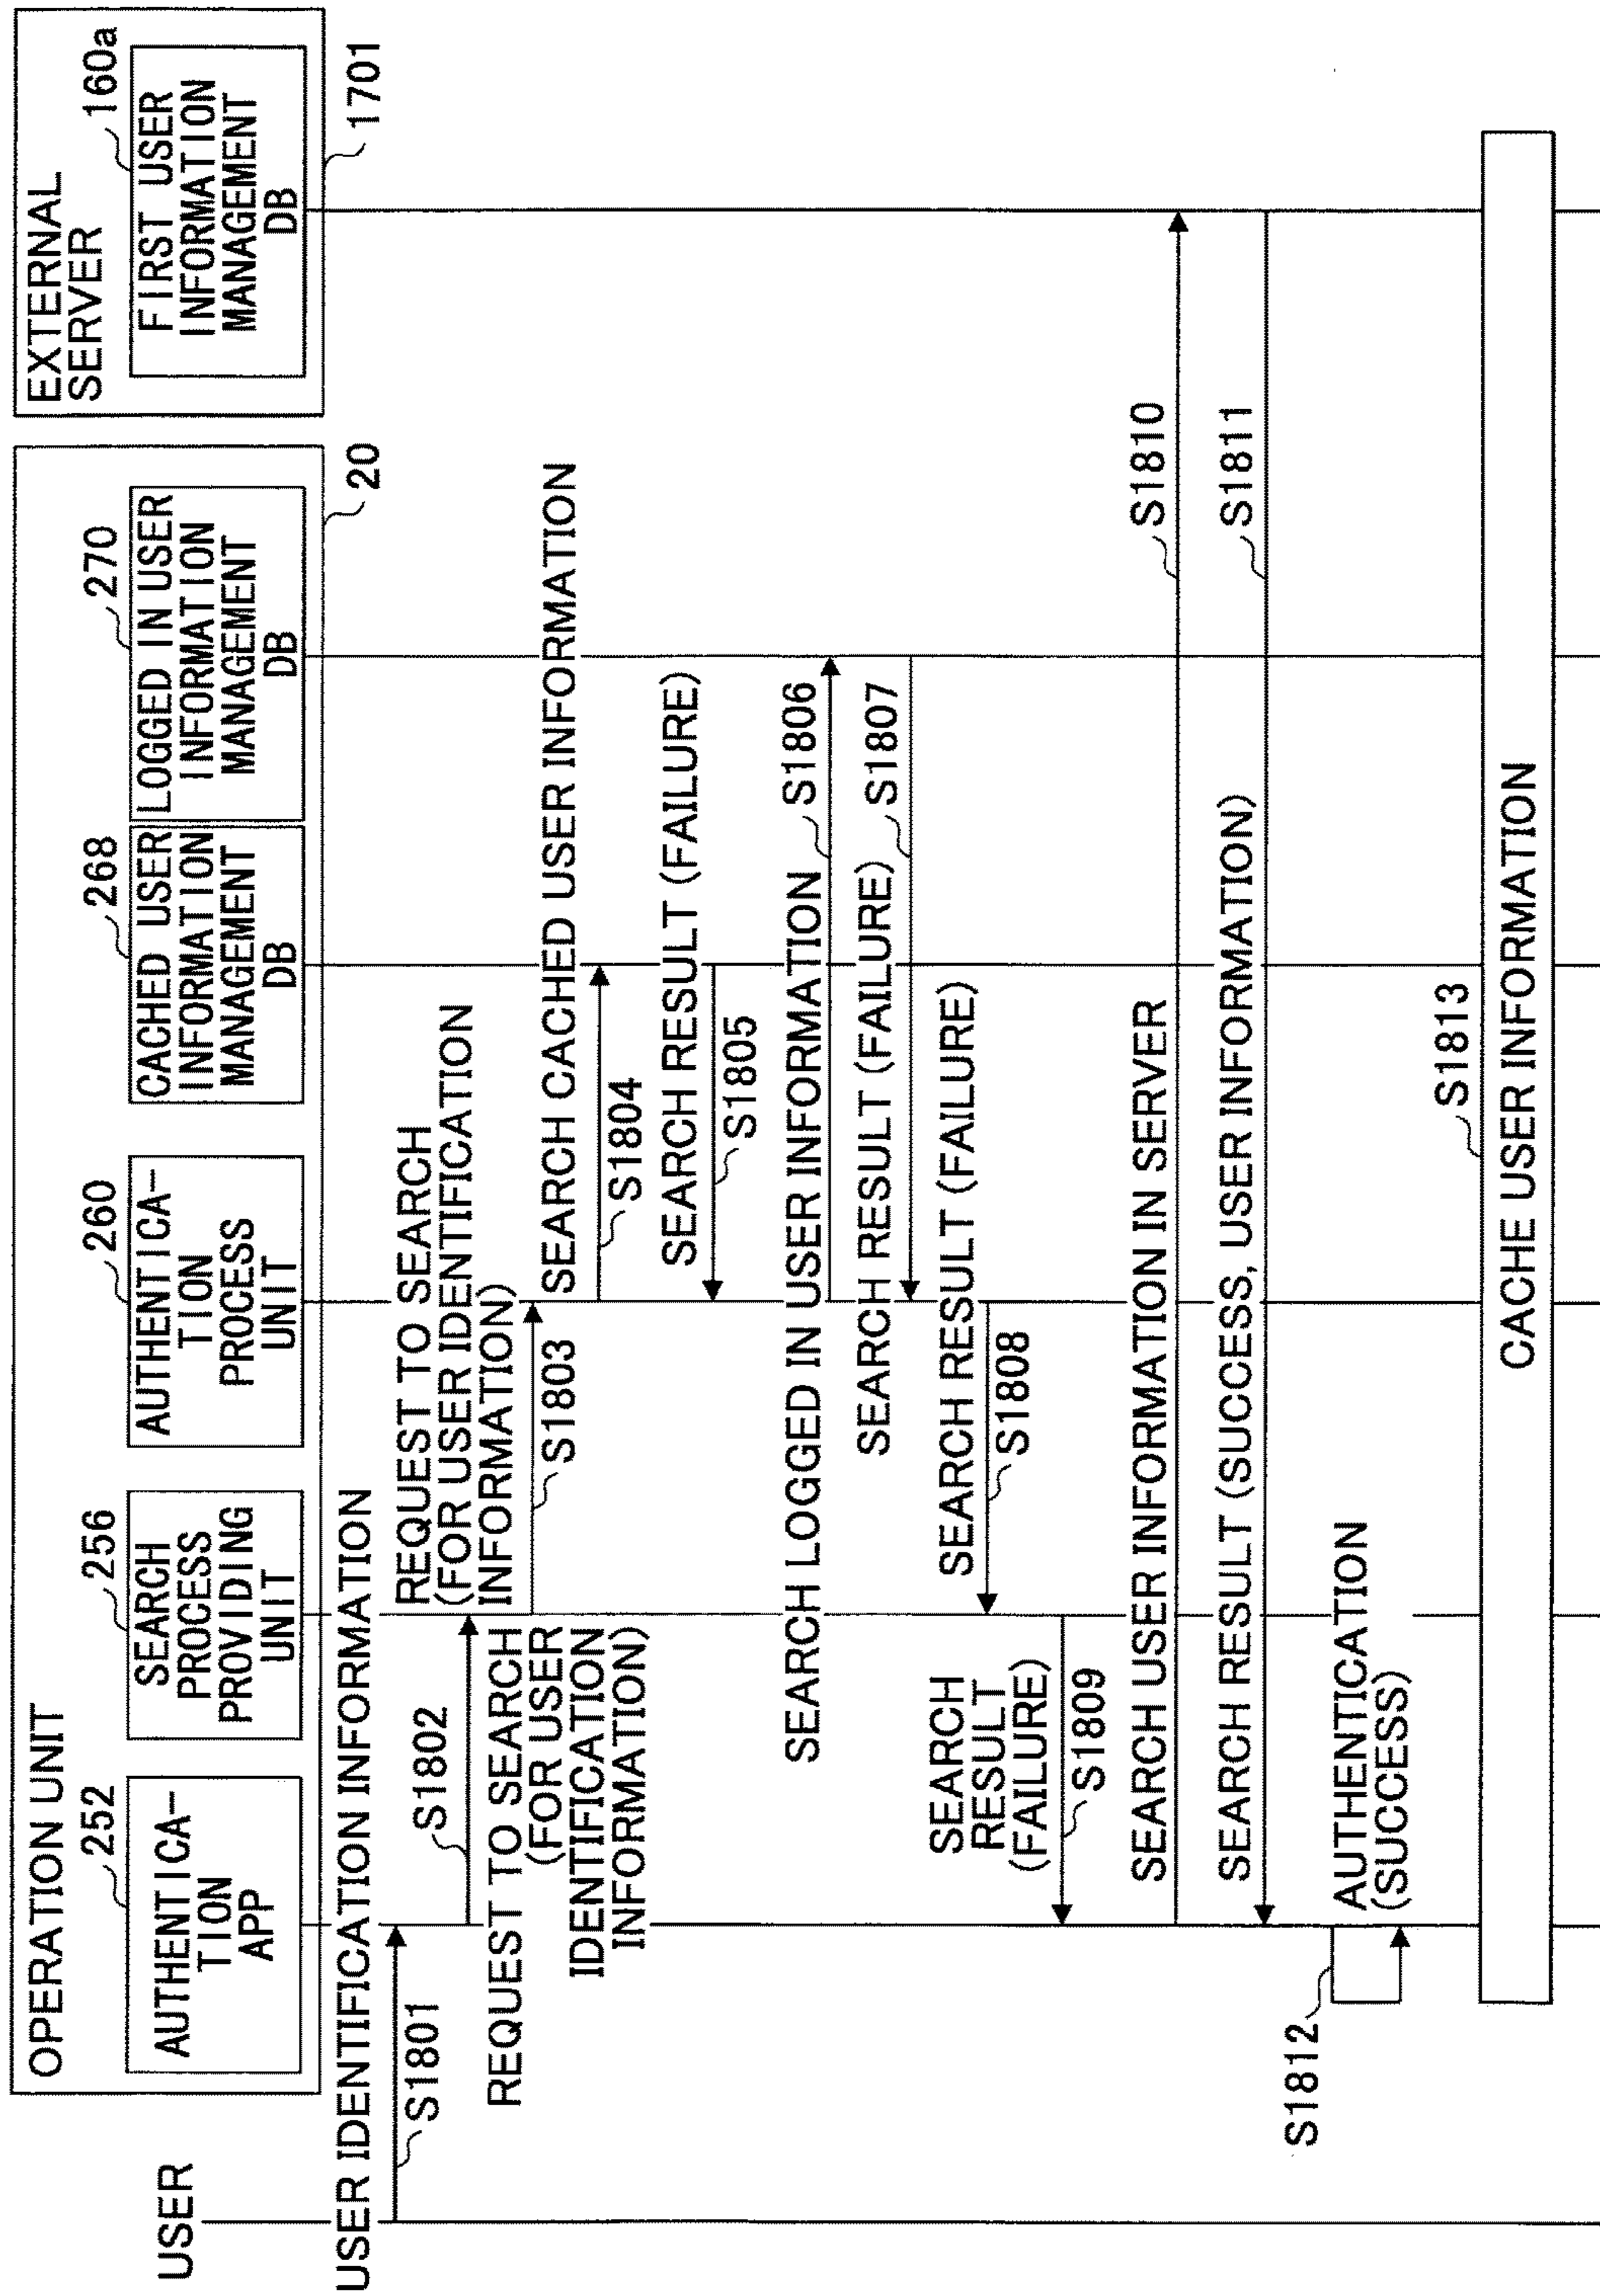 USER
OPERATION UNIT
20
252
AUTHENTICA-
TION
APP
256
SEARCH
PROCESS
PROVIDING
UNIT
260
AUTHENTICA-
TION
PROCESS
UNIT
268
CACHED USER
INFORMATION
MANAGEMENT
DB
270
LOGGED IN USER
INFORMATION
MANAGEMENT
DB
EXTERNAL
SERVER
160a
FIRST USER
INFORMATION
MANAGEMENT
DB
1701
USER IDENTIFICATION INFORMATION
S1801
S1802
REQUEST TO SEARCH
(FOR USER
IDENTIFICATION
INFORMATION)
REQUEST TO SEARCH
(FOR USER IDENTIFICATION
INFORMATION)
S1803
SEARCH CACHED USER INFORMATION
S1804
SEARCH RESULT (FAILURE)
S1805
SEARCH LOGGED IN USER INFORMATION
S1806
SEARCH RESULT (FAILURE)
S1807
SEARCH RESULT (FAILURE)
S1808
SEARCH
RESULT
(FAILURE)
S1809
SEARCH USER INFORMATION IN SERVER
S1810
SEARCH RESULT (SUCCESS, USER INFORMATION)
S1811
S1812
AUTHENTICATION
(SUCCESS)
S1813
CACHE USER INFORMATION